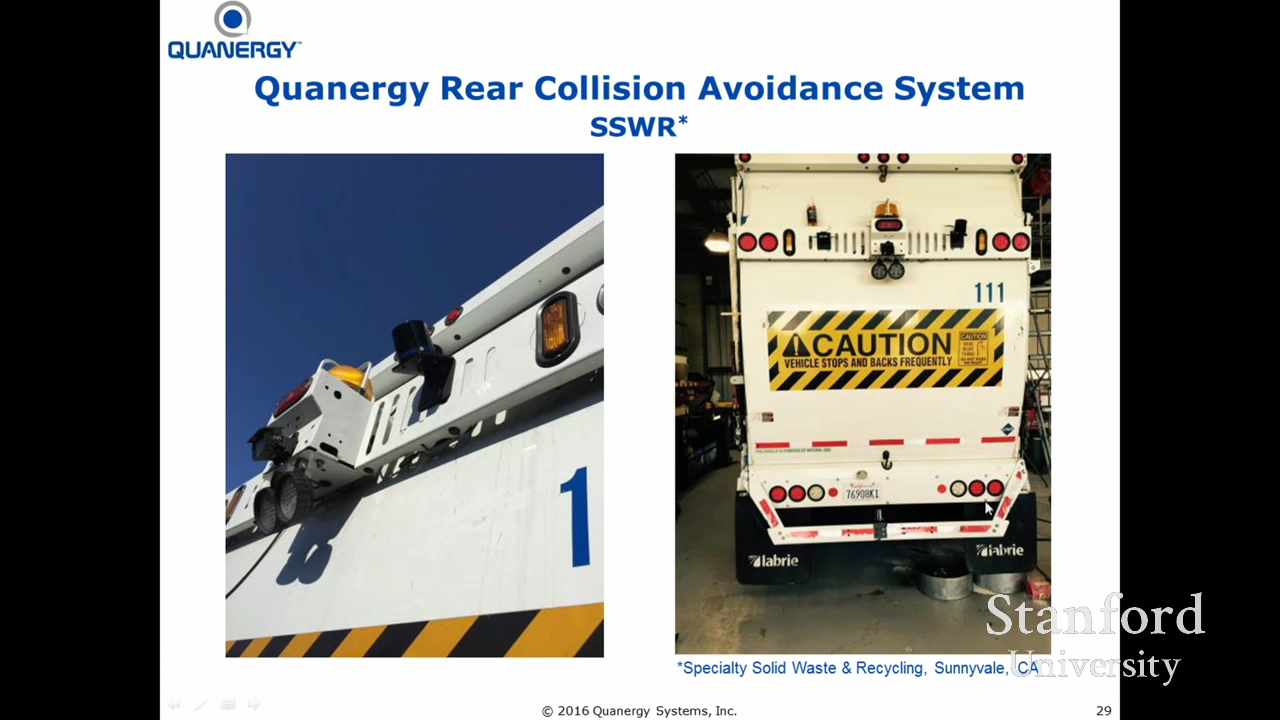 QUANERGY™
Quanergy Rear Collision Avoidance System
SSWR*
1
111
CAUTION
VEHICLE STOPS AND BACKS FREQUENTLY
CAUTION
76908K1
labrie
labrie
*Specialty Solid Waste & Recycling, Sunnyvale, CA
Stanford
University
© 2016 Quanergy Systems, Inc.
29